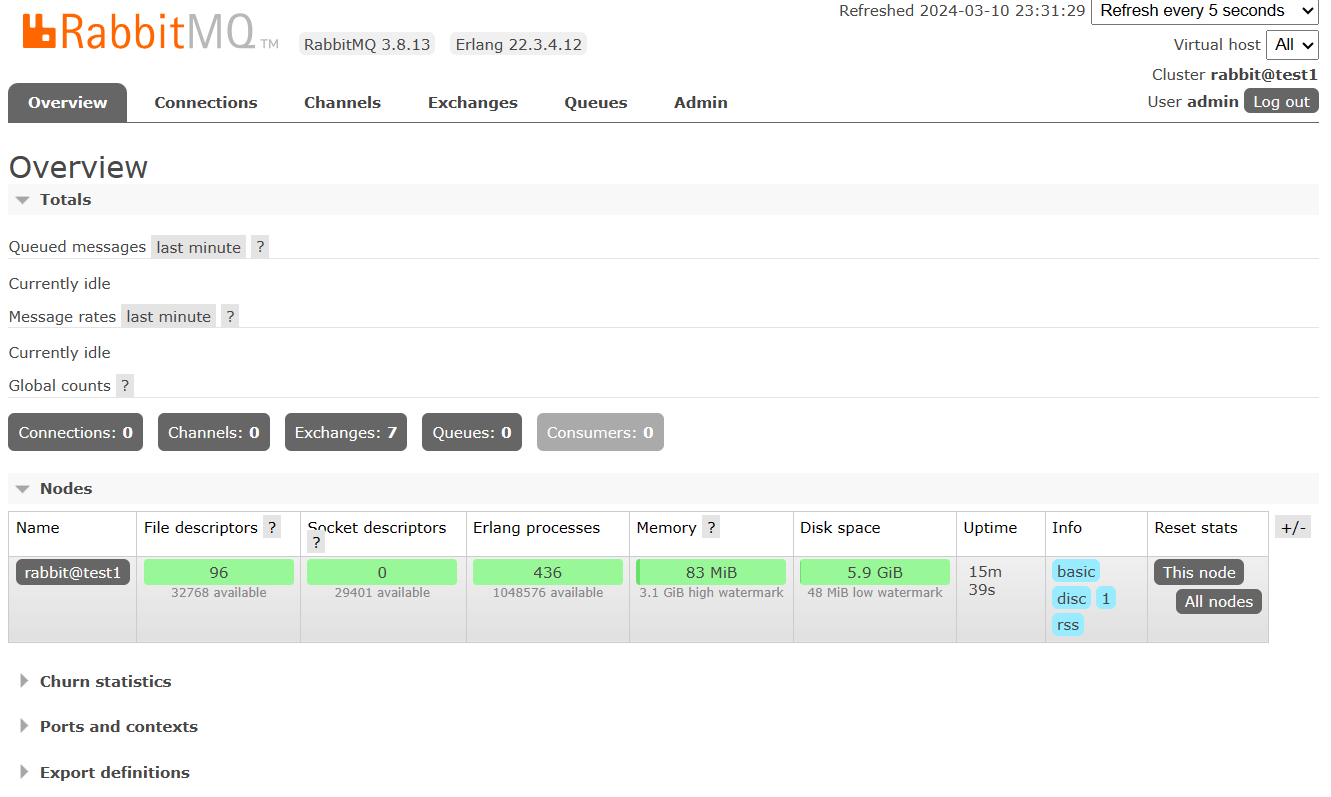 RabbitMQ TM RabbitMQ 3.8.13 Erlang 22.3.4.12
Refreshed 2024-03-10 23:31:29 Refresh every 5 seconds
Virtual host All
Cluster rabbit@test1
User admin Log out
Overview Connections Channels Exchanges Queues Admin
Overview
Totals
Queued messages last minute ?
Currently idle
Message rates last minute ?
Currently idle
Global counts ?
Connections: 0 Channels: 0 Exchanges: 7 Queues: 0 Consumers: 0
Nodes
Name File descriptors ? Socket descriptors ? Erlang processes Memory ? Disk space Uptime Info Reset stats +/-
rabbit@test1 96 0 436 83 MiB 5.9 GiB 15m basic This node
32768 available 29401 available 1048576 available 3.1 GiB high watermark 48 MiB low watermark 39s disc 1 All nodes
rss
Churn statistics
Ports and contexts
Export definitions